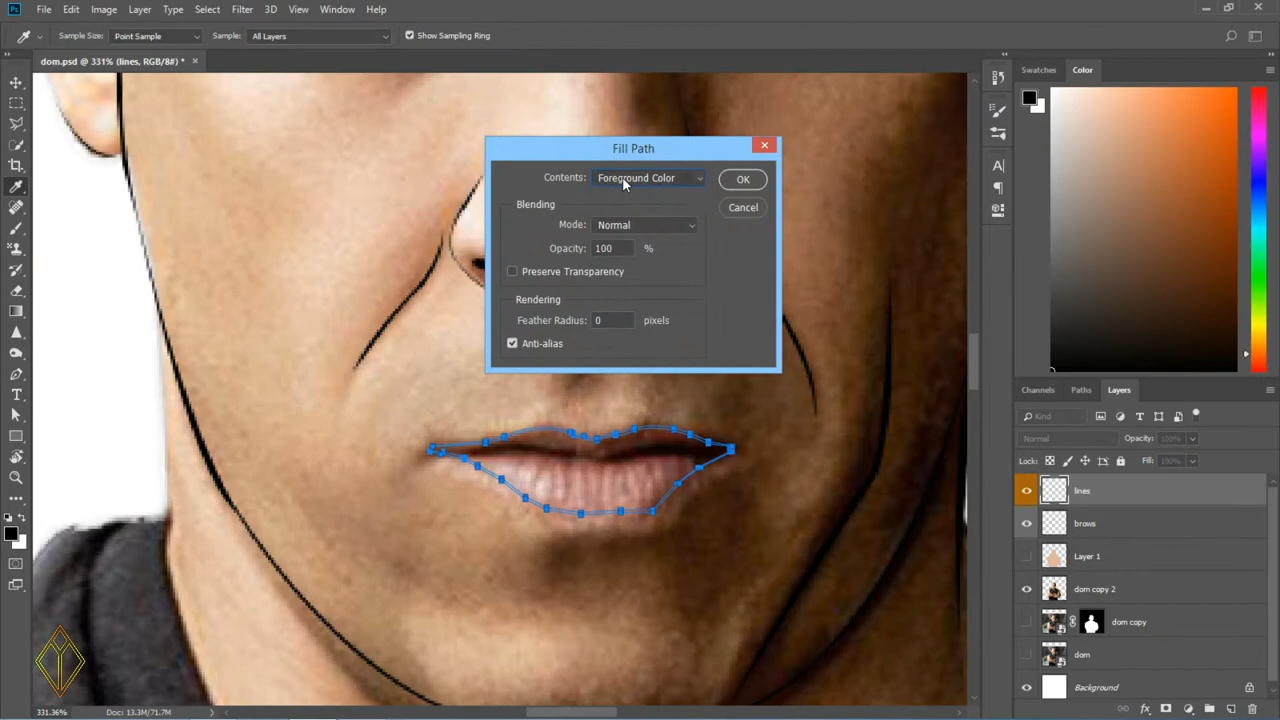 Ps File Edit Image Layer Type Select Filter 3D View Window Help
Sample Size: Point Sample Sample: All Layers Show Sampling Ring
dom.psd @ 331% (lines, RGB/8#) * ×
Swatches Color
Fill Path
Contents: Foreground Color OK
Blending Cancel
Mode: Normal
Opacity: 100 %
Preserve Transparency
Rendering
Feather Radius: 0 pixels
Anti-alias
Channels Paths Layers
Kind
Normal Opacity: 100%
Lock: Fill: 100%
lines
brows
Layer 1
dom copy 2
dom copy
dom
Background
331.36% Doc: 13.3M/71.7M